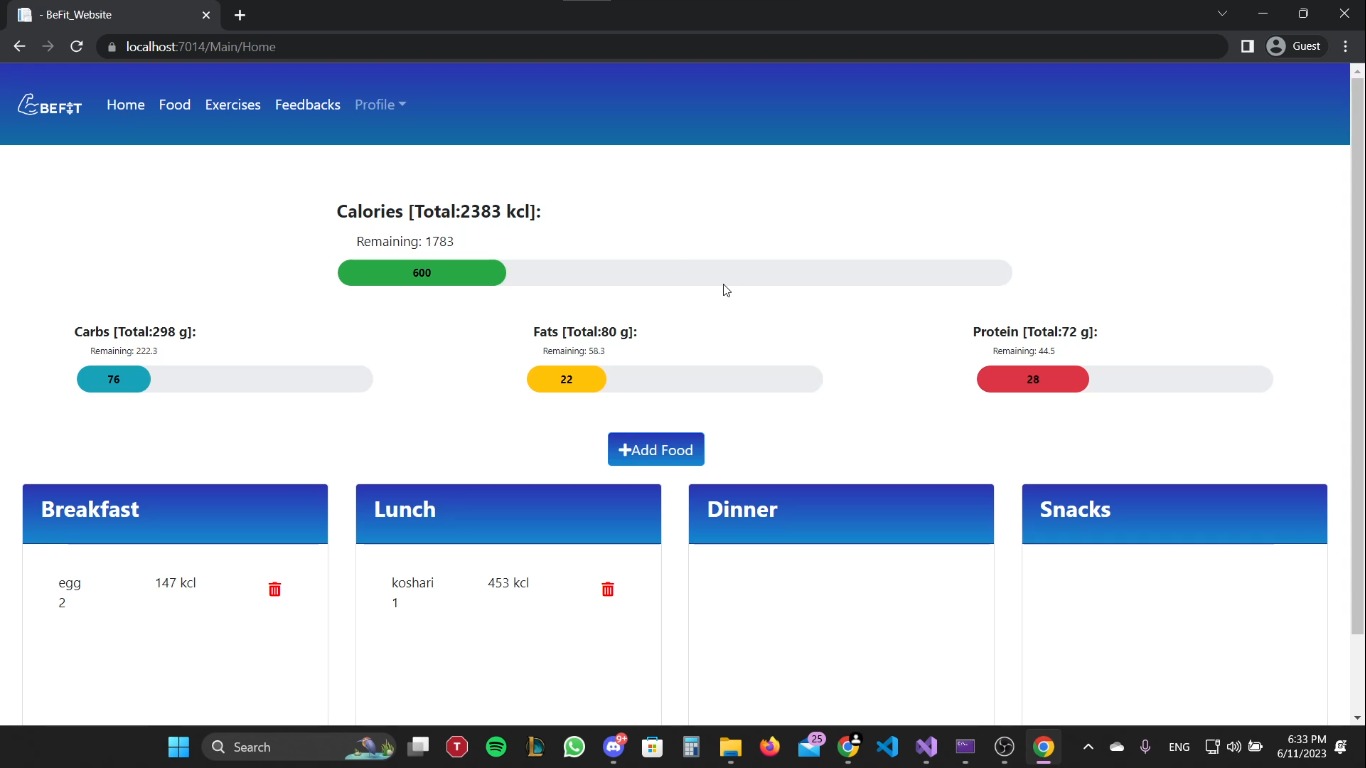 - BeFit_Website
localhost:7014/Main/Home
Guest
BEFIT
Home Food Exercises Feedbacks Profile
Calories [Total:2383 kcl]:
Remaining: 1783
600
Carbs [Total:298 g]: Fats [Total:80 g]: Protein [Total:72 g]:
Remaining: 222.3 Remaining: 58.3 Remaining: 44.5
76 22 28
+Add Food
Breakfast Lunch Dinner Snacks
egg 147 kcl koshari 453 kcl
2 1
Search
T
9+
25
ENG
6:33 PM
6/11/2023